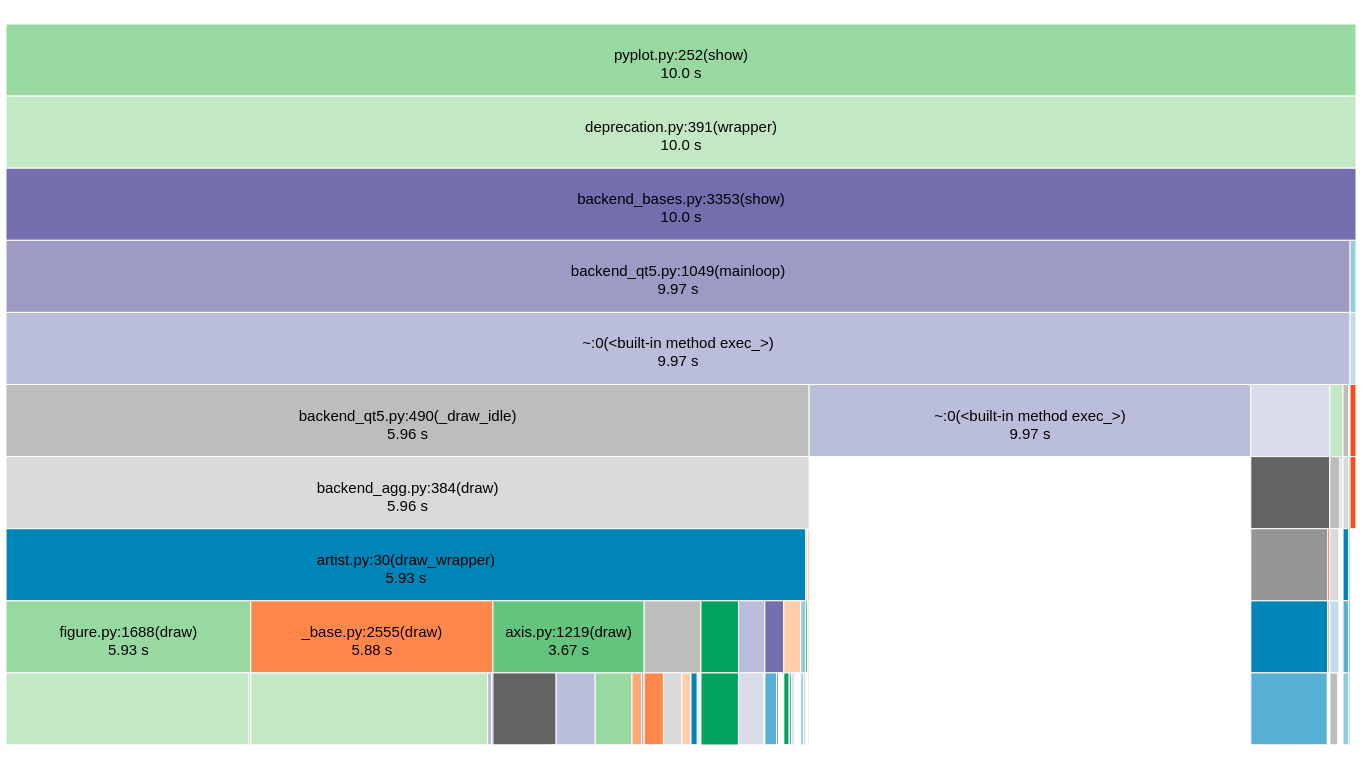 pyplot.py:252(show)
10.0 s
deprecation.py:391(wrapper)
10.0 s
backend_bases.py:3353(show)
10.0 s
backend_qt5.py:1049(mainloop)
9.97 s
~:0(<built-in method exec_>)
9.97 s
backend_qt5.py:490(_draw_idle)
5.96 s
~:0(<built-in method exec_>)
9.97 s
backend_agg.py:384(draw)
5.96 s
artist.py:30(draw_wrapper)
5.93 s
figure.py:1688(draw)
5.93 s
_base.py:2555(draw)
5.88 s
axis.py:1219(draw)
3.67 s